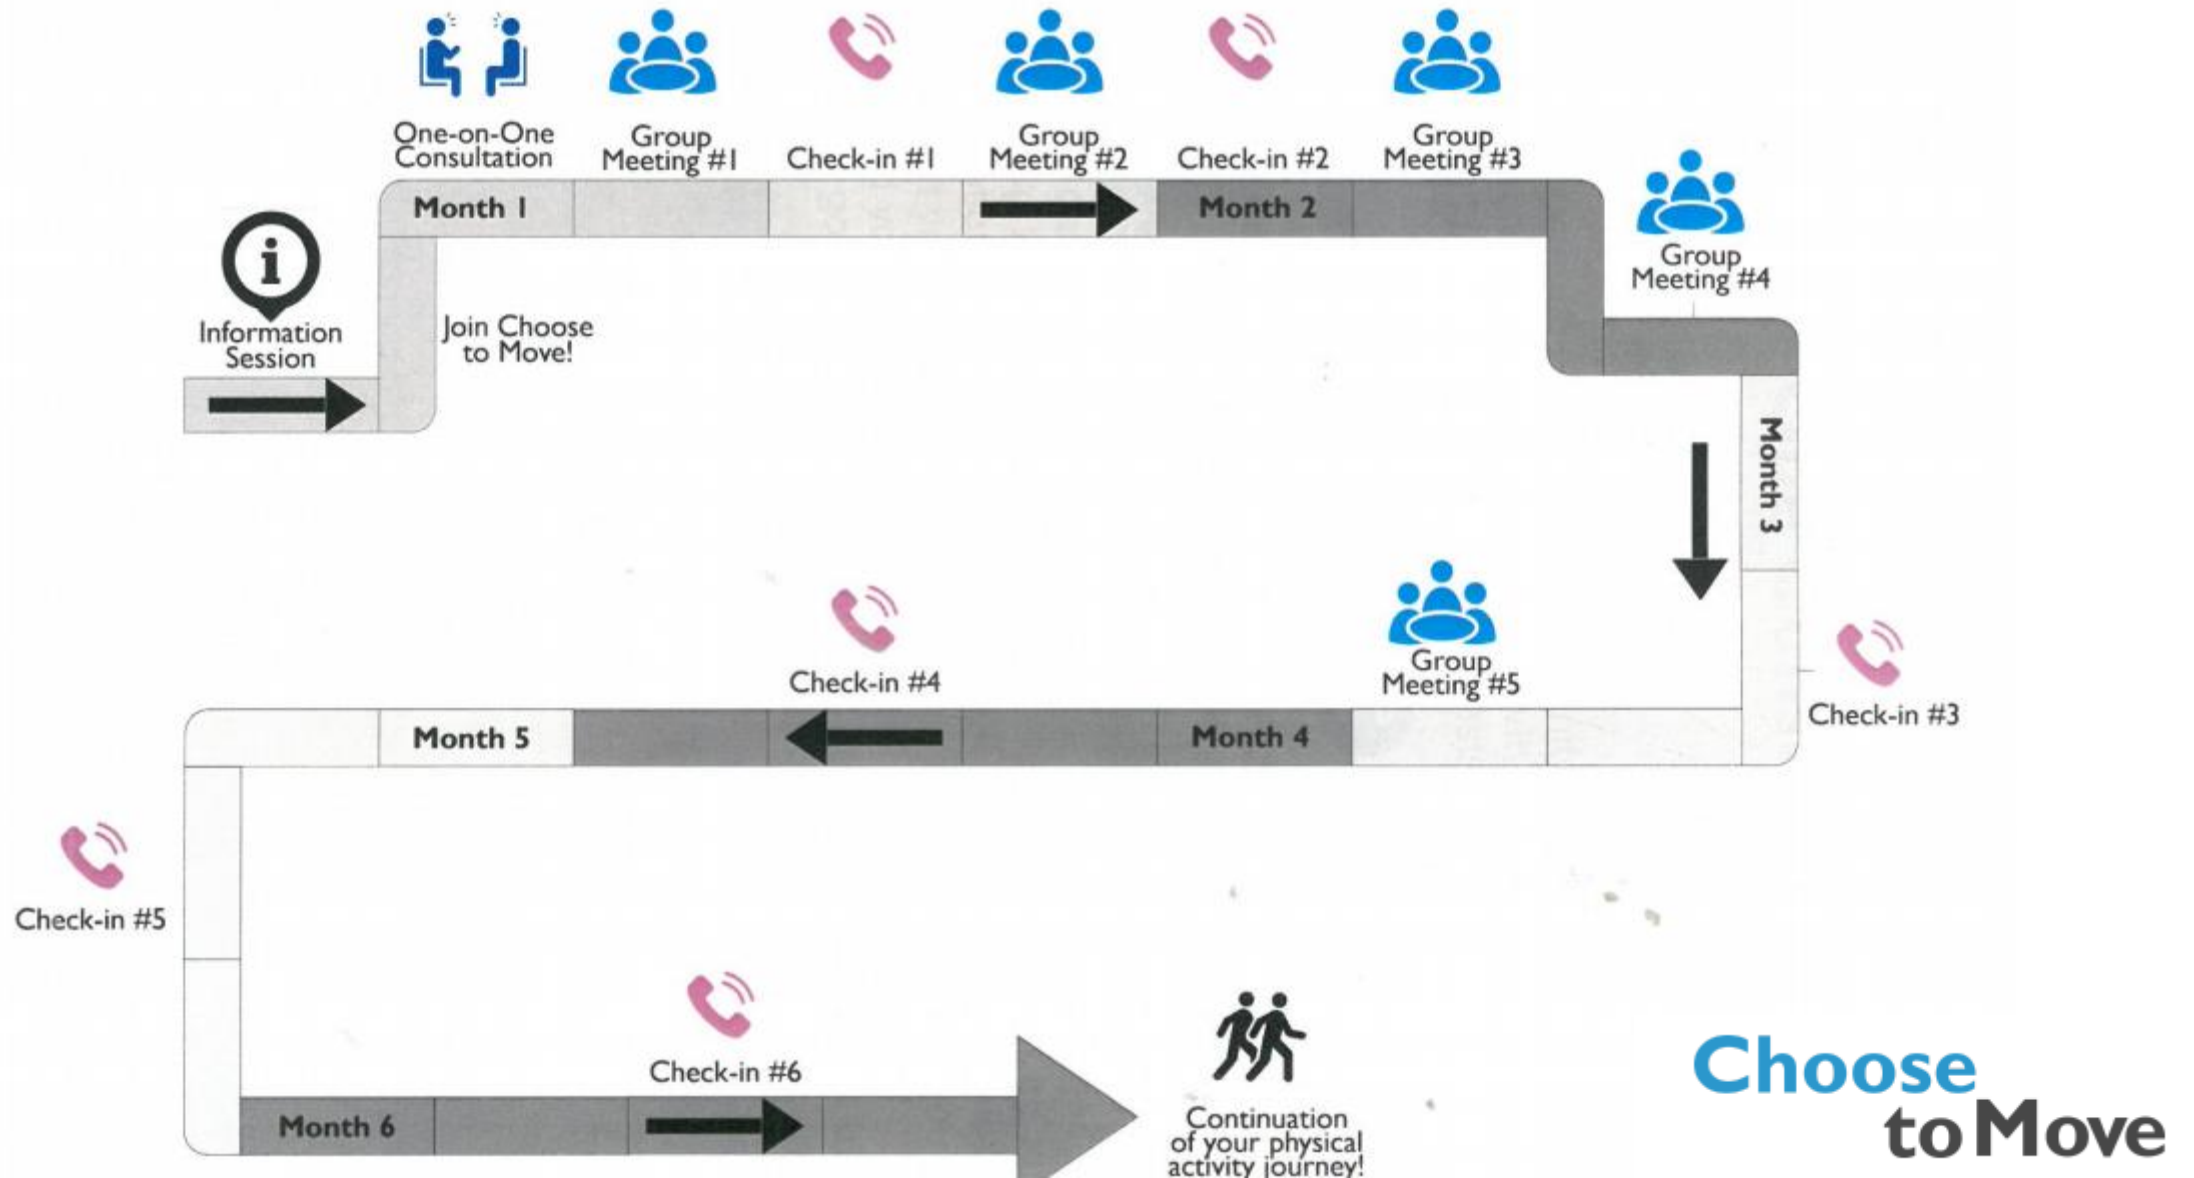 Information
Session
Join Choose
to Move!
One-on-One
Consultation
Month 1
Group
Meeting #1
Check-in #1
Group
Meeting #2
Check-in #2
Month 2
Group
Meeting #3
Group
Meeting #4
Month 3
Check-in #3
Group
Meeting #5
Month 4
Check-in #4
Month 5
Check-in #5
Month 6
Check-in #6
Continuation
of your physical
activity journey!
Choose
to Move